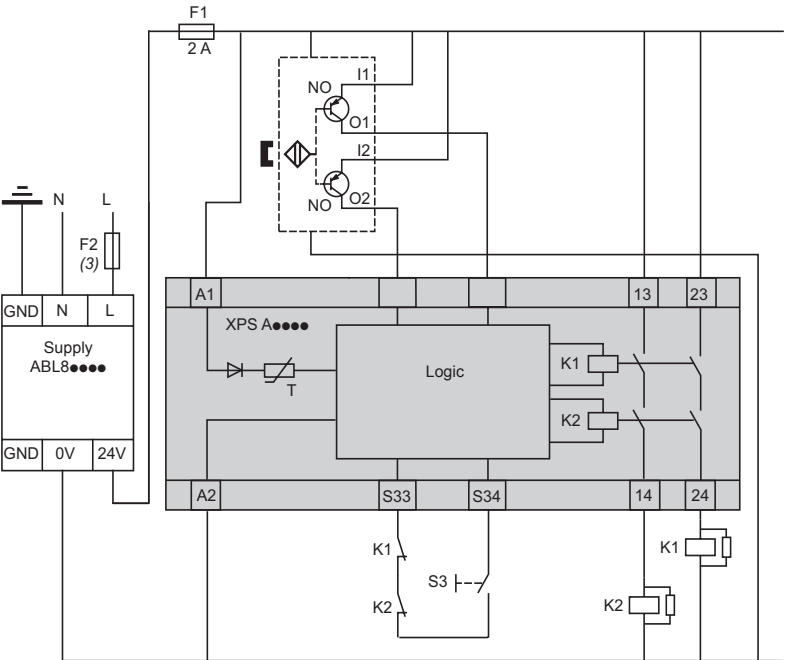 F1
2 A
I1
NO
O1
I2
NO
O2
N
L
F2
(3)
GND
N
L
Supply
ABL8●●●●
GND
0V
24V
A1
13
23
XPS A●●●●
T
Logic
K1
K2
A2
S33
S34
14
24
K1
K2
S3
K1
K2